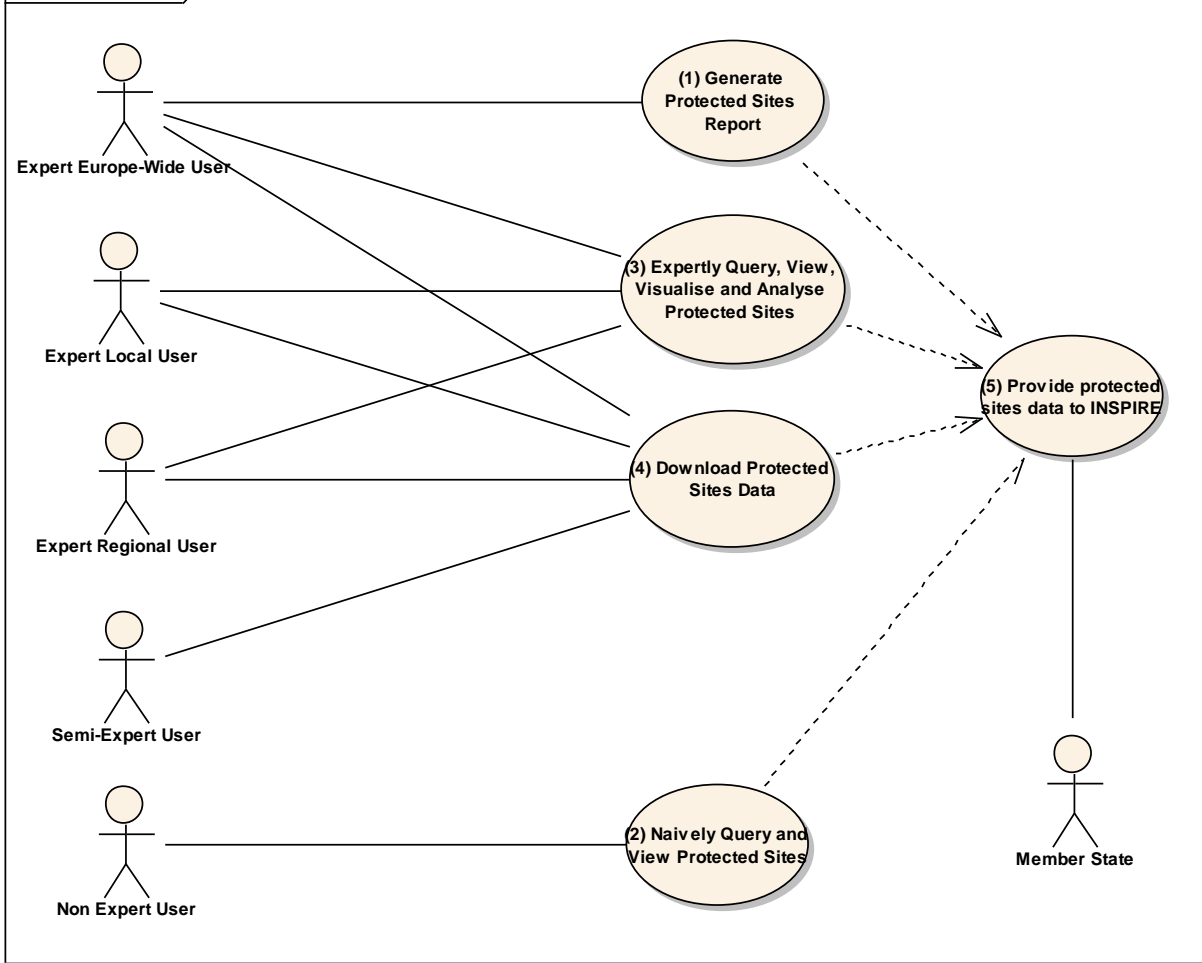 (1) Generate
Protected Sites
Report
Expert Europe-Wide User
(3) Expertly Query, View,
Visualise and Analyse
Protected Sites
Expert Local User
(5) Provide protected
sites data to INSPIRE
(4) Download Protected
Sites Data
Expert Regional User
Semi-Expert User
(2) Naively Query and
View Protected Sites
Member State
Non Expert User